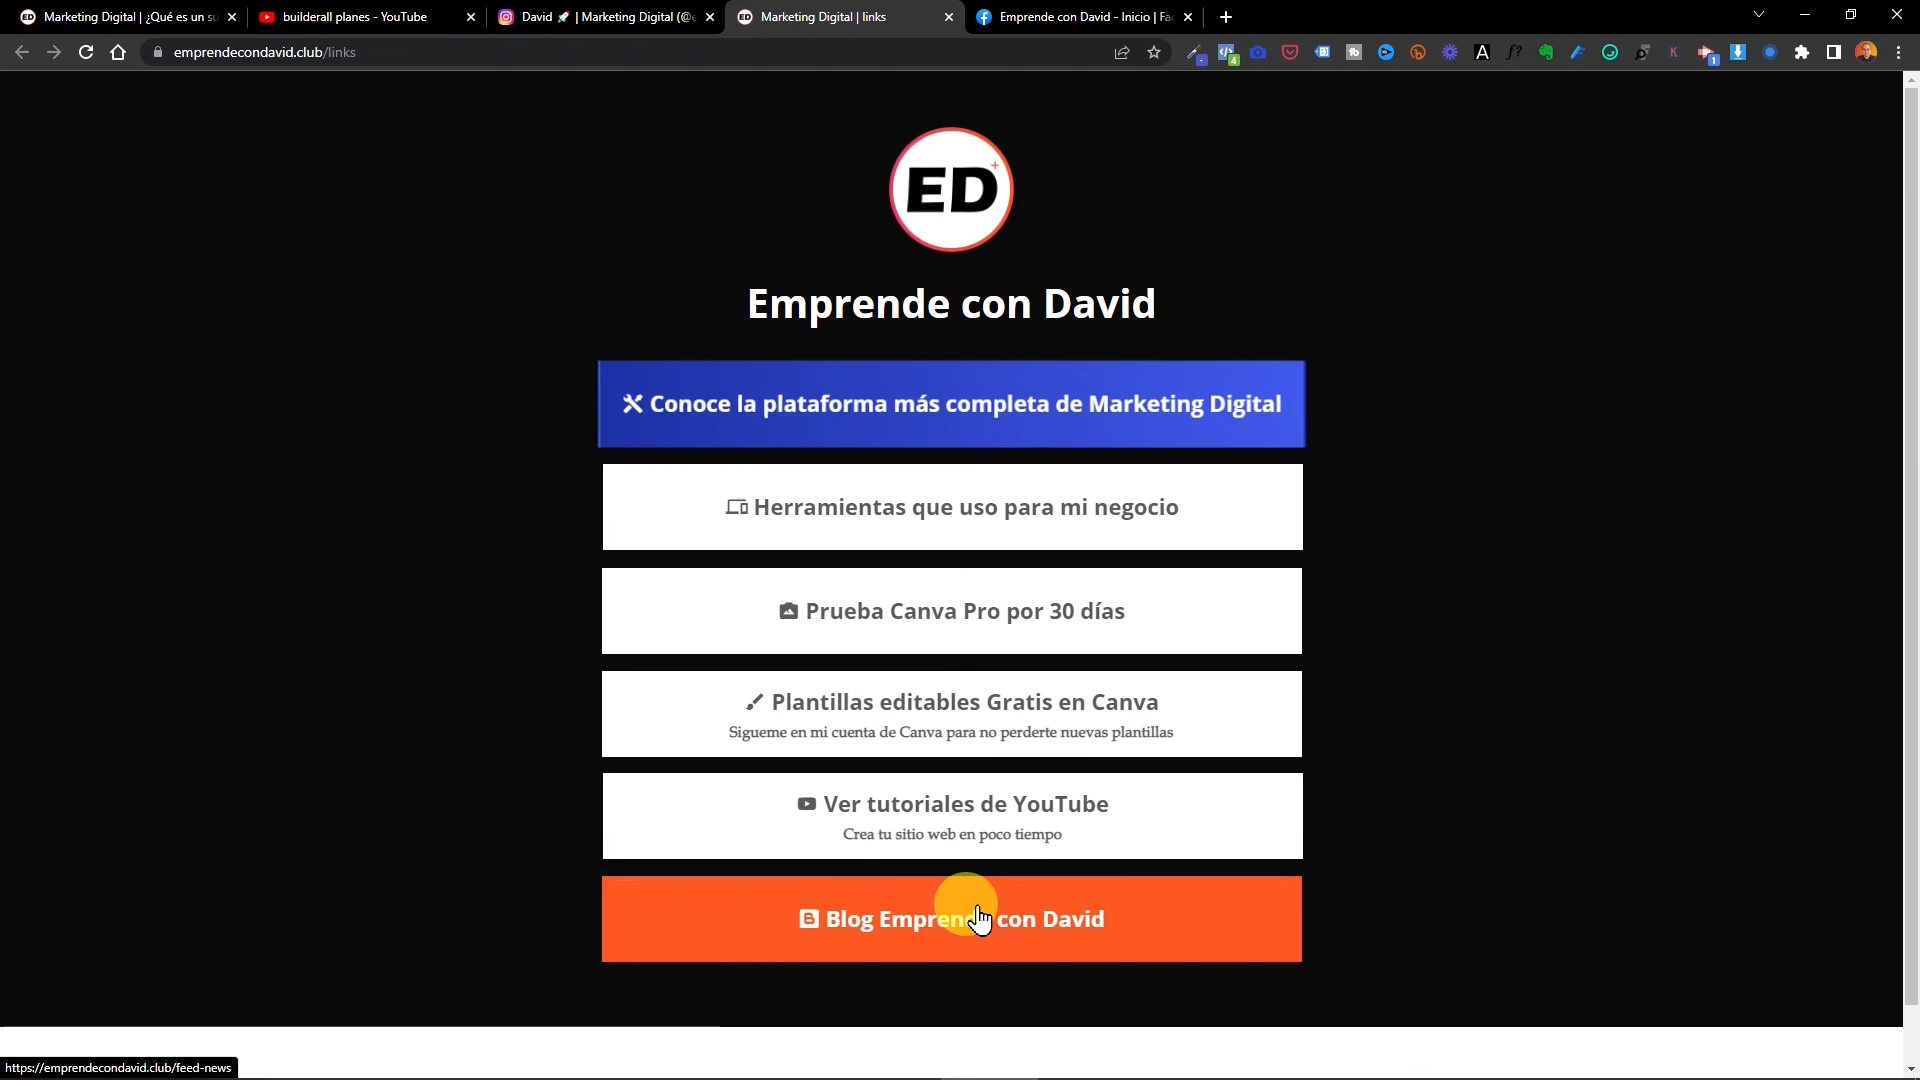 Marketing Digital | ¿Qué es un su
builderall planes - YouTube
David 🚀 | Marketing Digital (@e
Marketing Digital | links
Emprende con David - Inicio | Fac
emprendecondavid.club/links
ED+
Emprende con David
Conoce la plataforma más completa de Marketing Digital
Herramientas que uso para mi negocio
Prueba Canva Pro por 30 días
Plantillas editables Gratis en Canva
Sigueme en mi cuenta de Canva para no perderte nuevas plantillas
Ver tutoriales de YouTube
Crea tu sitio web en poco tiempo
Blog Emprende con David
https://emprendecondavid.club/feed-news